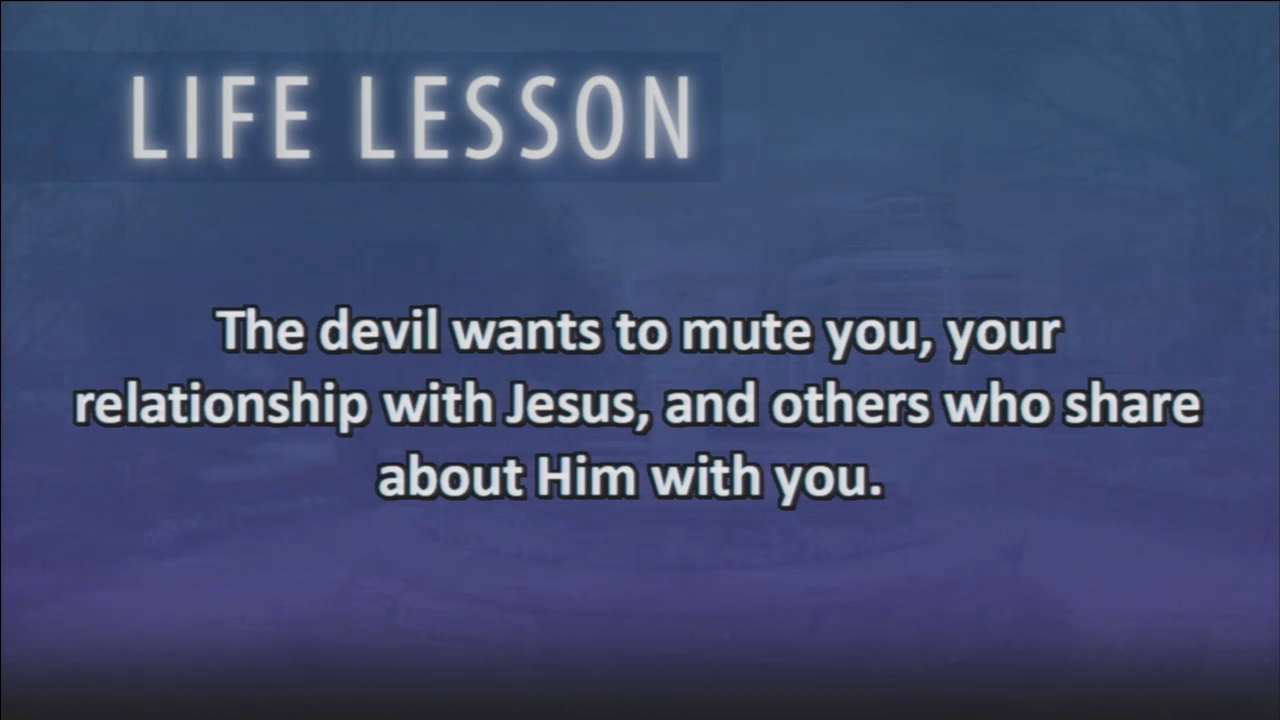 LIFE LESSON
The devil wants to mute you, your
relationship with Jesus, and others who share
about Him with you.